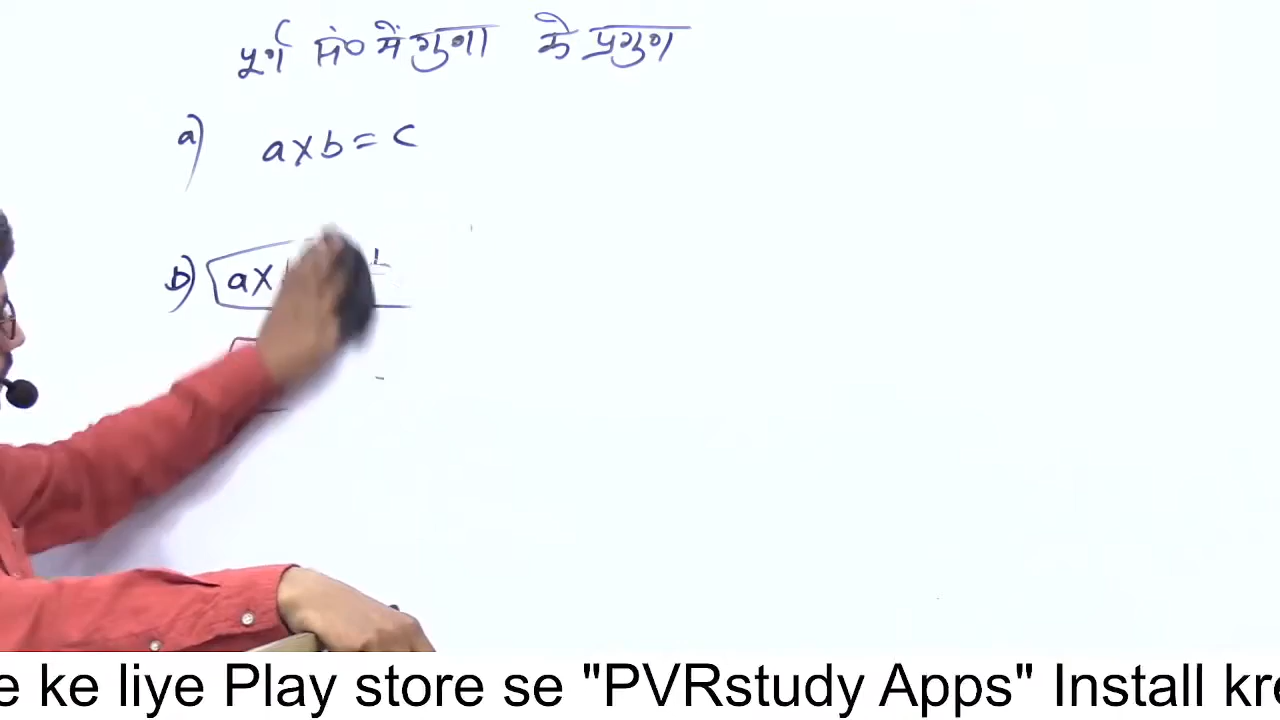 पूर्ण सं० में गुणा के प्रगुण
a) a×b = c
b) a×
e ke liye Play store se "PVRstudy Apps" Install kre